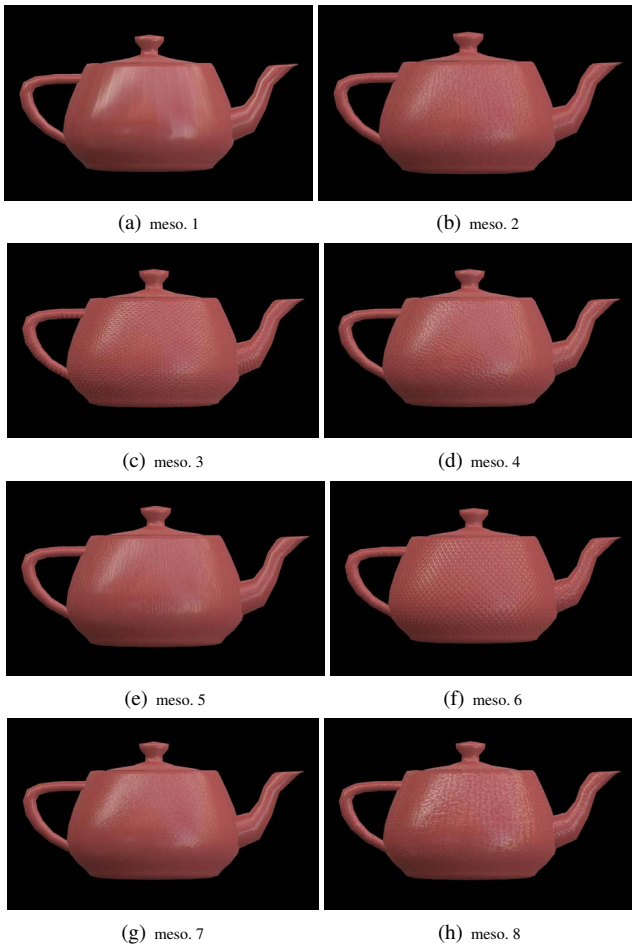 (a) meso. 1
(b) meso. 2
(c) meso. 3
(d) meso. 4
(e) meso. 5
(f) meso. 6
(g) meso. 7
(h) meso. 8